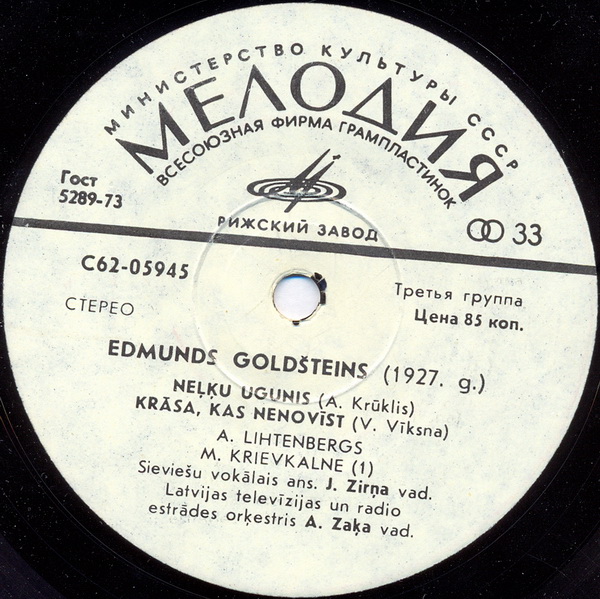 МИНИСТЕРСТВО КУЛЬТУРЫ СССР
МЕЛОДИЯ
ВСЕСОЮЗНАЯ ФИРМА ГРАМПЛАСТИНОК
Гост
5289-73
РИЖСКИЙ ЗАВОД
33
С62-05945
СТЕРЕО
Третья группа
Цена 85 коп.
EDMUNDS GOLDŠTEINS (1927. g.)
NEĻĶU UGUNIS (A. Krūklis)
KRĀSA, KAS NENOVĪST (V. Vīksna)
A. LIHTENBERGS
M. KRIEVKALNE (1)
Sieviešu vokālais ans. J. Zirņa vad.
Latvijas televīzijas un radio
estrādes orķestris A. Zaķa vad.